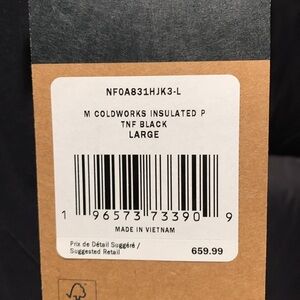 NF0A831HJK3-L
M COLDWORKS INSULATED P
TNF BLACK
LARGE
1 96573 73390 9
MADE IN VIETNAM
Prix de Détail Suggéré /
Suggested Retail 659.99